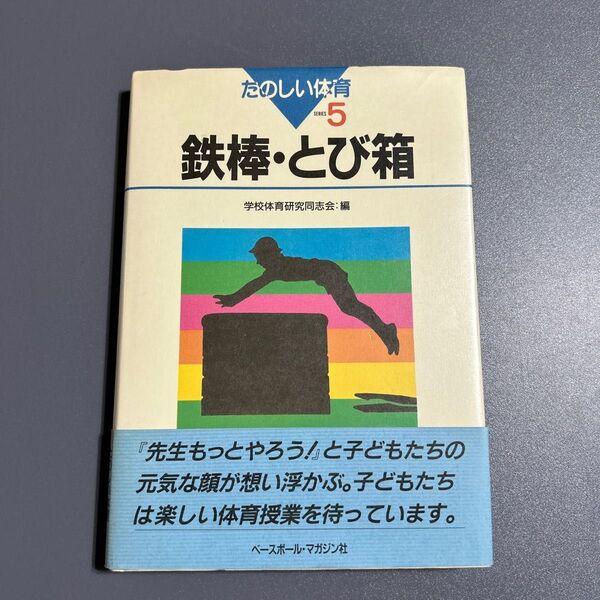 たのしい体育
SERIES 5
鉄棒・とび箱
学校体育研究同志会：編
『先生もっとやろう！』と子どもたちの
元気な顔が想い浮かぶ。子どもたち
は楽しい体育授業を待っています。
ベースボール・マガジン社